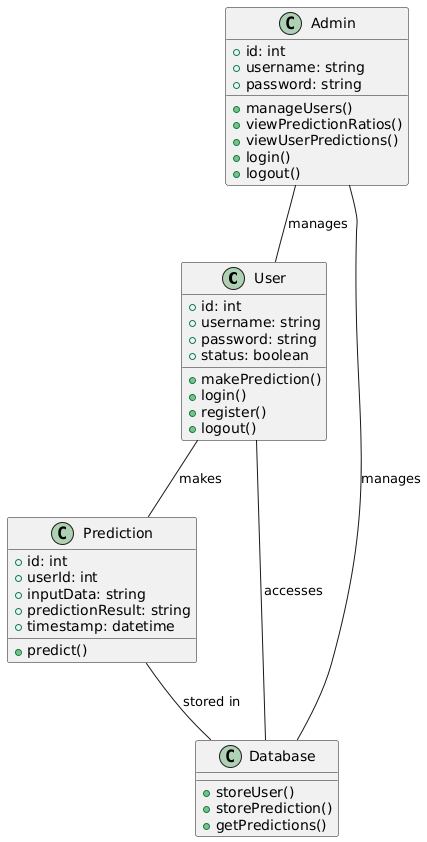 C Admin
id: int
username: string
password: string
manageUsers()
viewPredictionRatios()
viewUserPredictions()
login()
logout()
manages
C User
id: int
username: string
password: string
status: boolean
makePrediction()
login()
register()
logout()
makes
manages
C Prediction
id: int
userId: int
inputData: string
predictionResult: string
timestamp: datetime
predict()
accesses
stored in
C Database
storeUser()
storePrediction()
getPredictions()